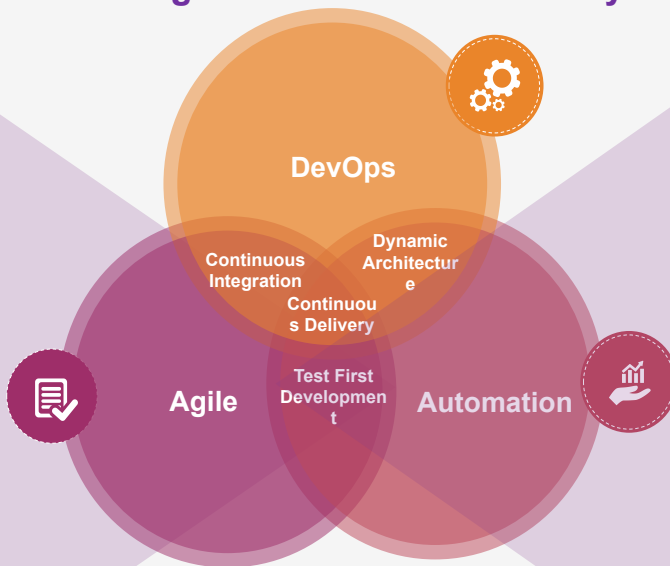 DevOps
Continuous
Integration
Dynamic
Architectur
e
Continuou
s Delivery
Agile
Test First
Developmen
t
Automation